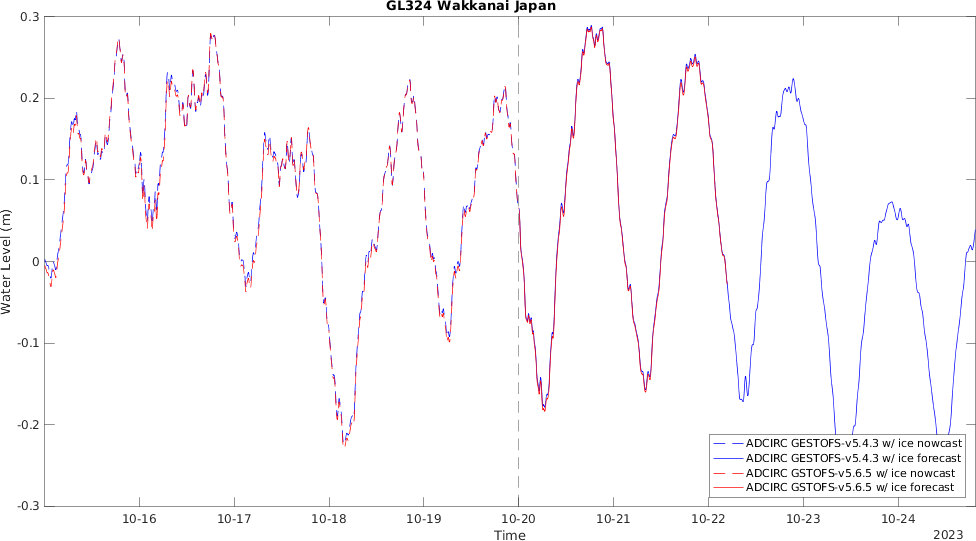 GL324 Wakkanai Japan
0.3
0.2
0.1
0
-0.1
-0.2
-0.3
Water Level (m)
10-16
10-17
10-18
10-19
10-20
10-21
10-22
10-23
10-24
Time
2023
ADCIRC GESTOFS-v5.4.3 w/ ice nowcast
ADCIRC GESTOFS-v5.4.3 w/ ice forecast
ADCIRC GSTOFS-v5.6.5 w/ ice nowcast
ADCIRC GSTOFS-v5.6.5 w/ ice forecast